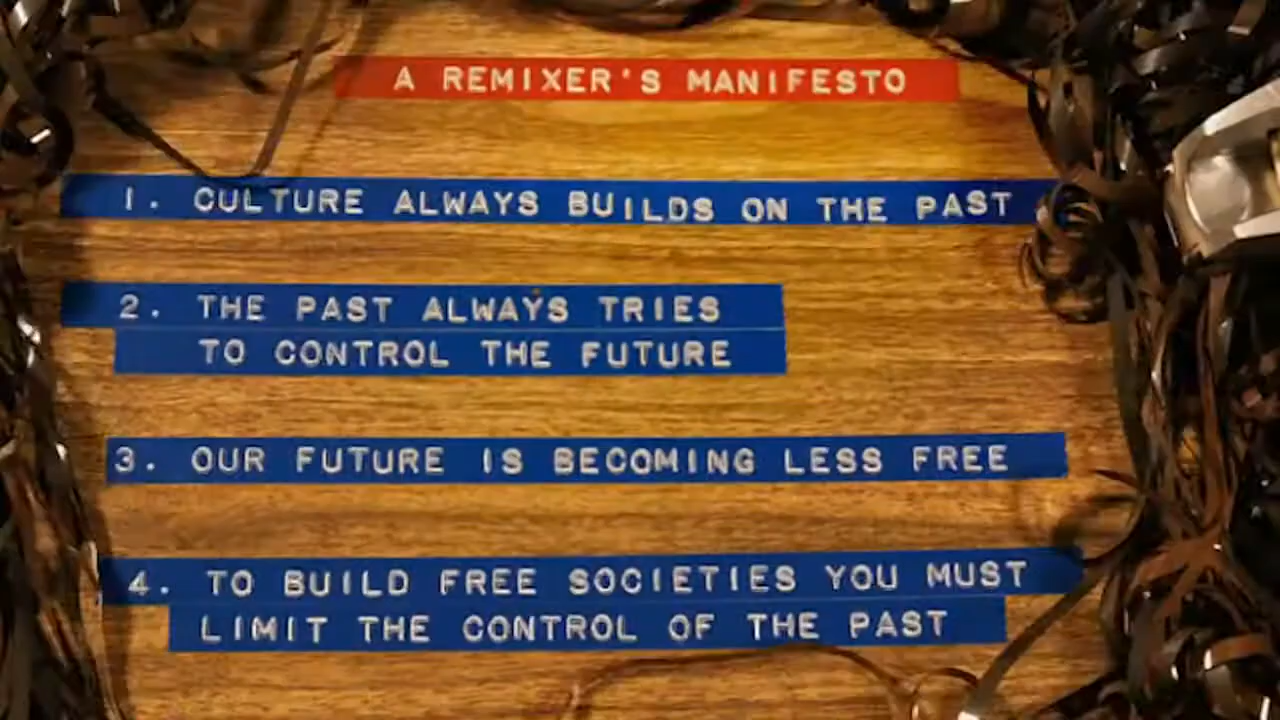 A REMIXER'S MANIFESTO
1. CULTURE ALWAYS BUILDS ON THE PAST
2. THE PAST ALWAYS TRIES
TO CONTROL THE FUTURE
3. OUR FUTURE IS BECOMING LESS FREE
4. TO BUILD FREE SOCIETIES YOU MUST
LIMIT THE CONTROL OF THE PAST